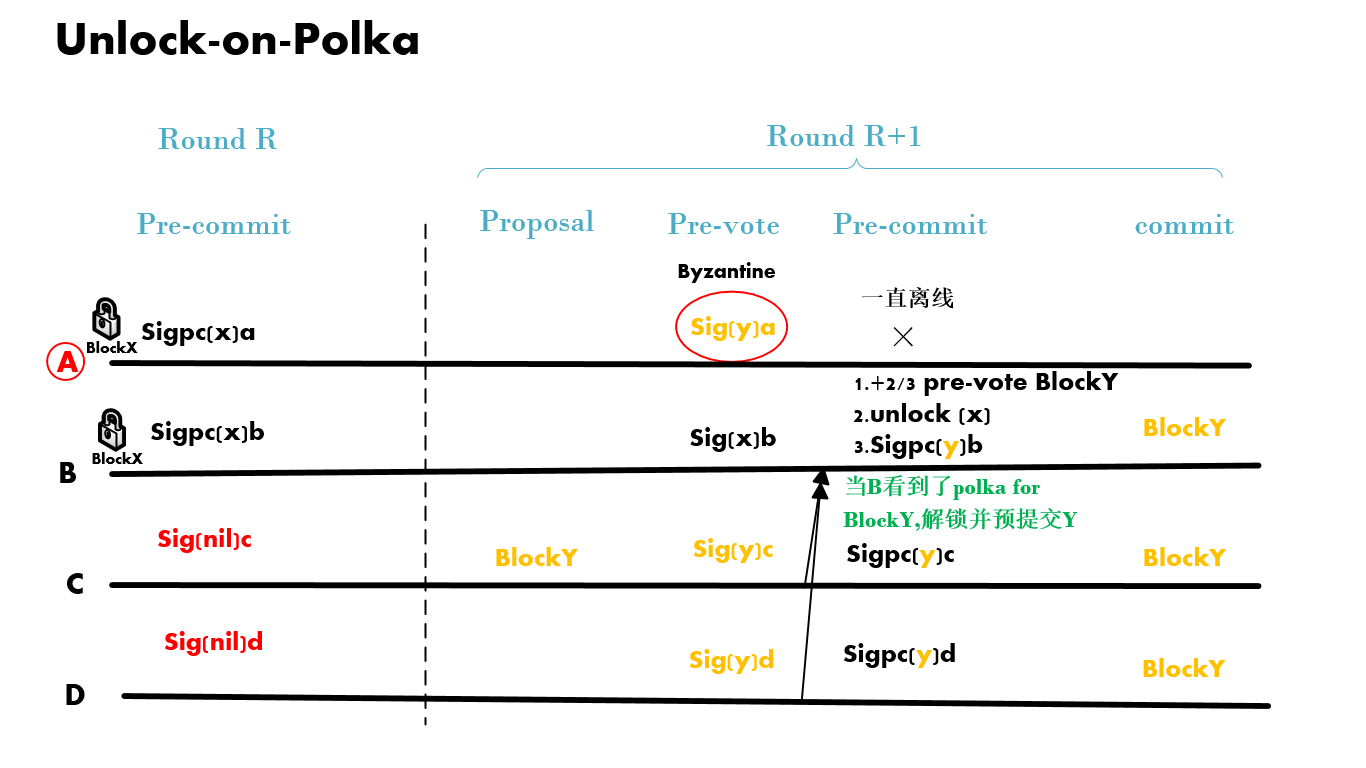 Unlock-on-Polka
Round R
Round R+1
Pre-commit
Proposal
Pre-vote
Pre-commit
commit
Byzantine
BlockX
Sigpc(x)a
Sig(y)a
一直离线
A
1.+2/3 pre-vote BlockY
2.unlock (x)
3.Sigpc(y)b
BlockX
Sigpc(x)b
Sig(x)b
BlockY
B
当B看到了polka for
BlockY,解锁并预提交Y
Sig(nil)c
BlockY
Sig(y)c
Sigpc(y)c
BlockY
C
Sig(nil)d
Sig(y)d
Sigpc(y)d
BlockY
D